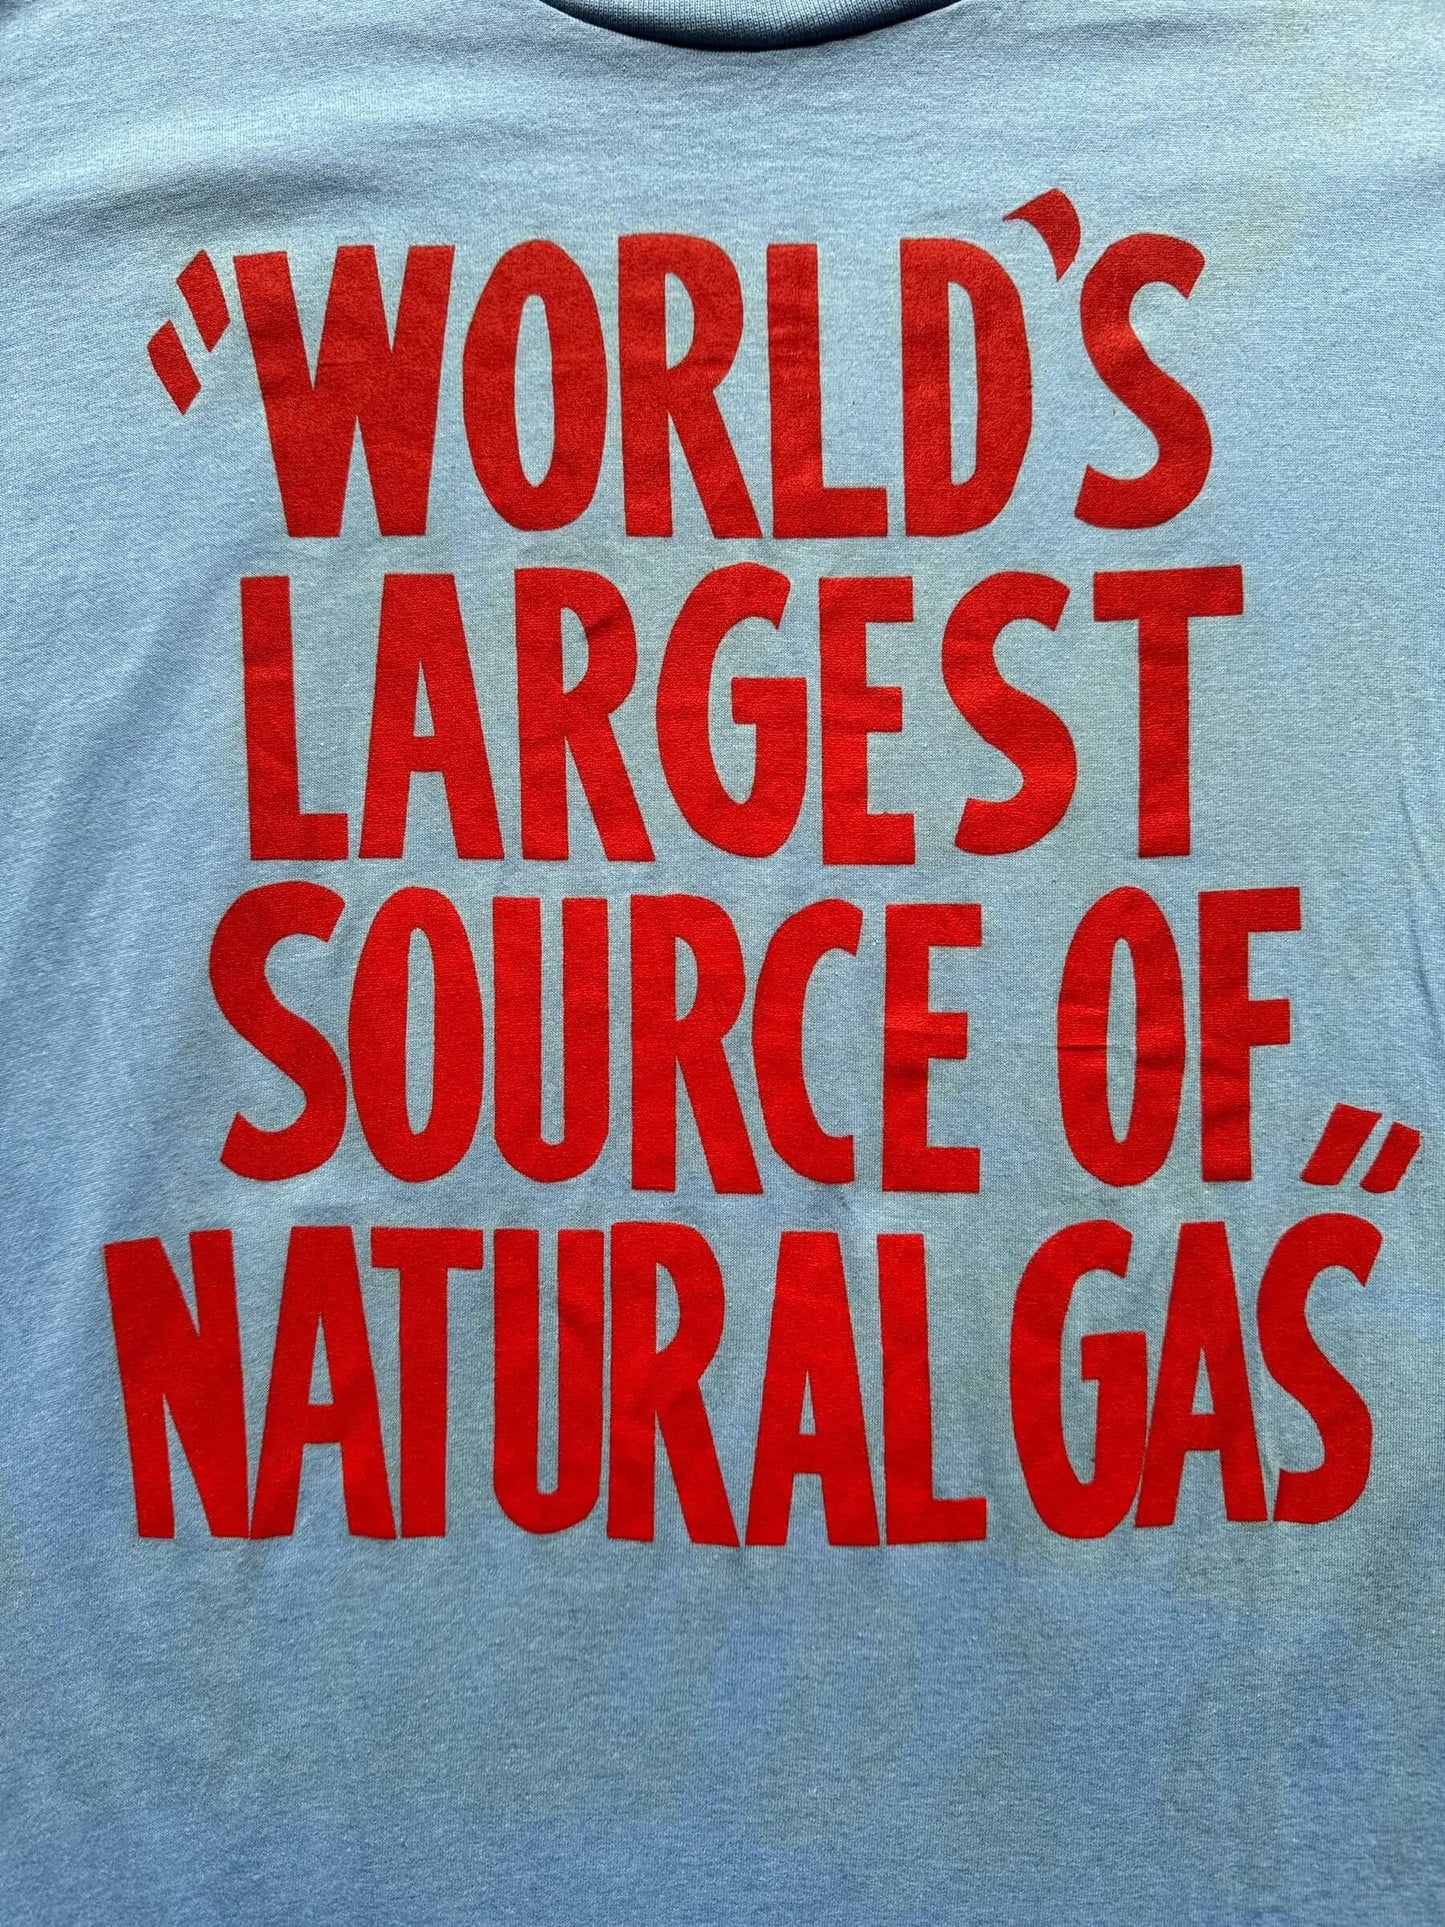 "WORLD'S
LARGEST
SOURCE OF
NATURAL GAS"